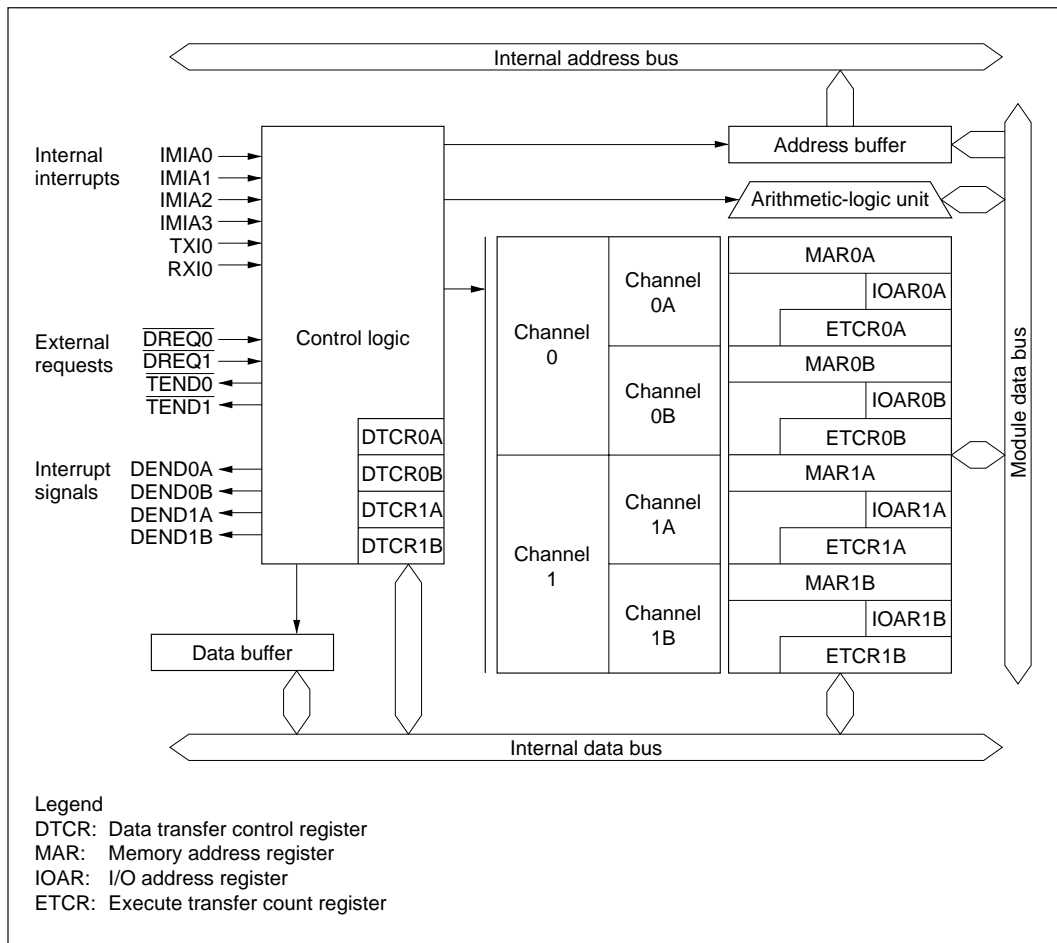 Internal address bus
Internal
interrupts
IMIA0
IMIA1
IMIA2
IMIA3
TXI0
RXI0
External
requests
DREQ0
DREQ1
TEND0
TEND1
Interrupt
signals
DEND0A
DEND0B
DEND1A
DEND1B
Control logic
DTCR0A
DTCR0B
DTCR1A
DTCR1B
Data buffer
Address buffer
Arithmetic-logic unit
Channel
0
Channel
1
Channel
0A
Channel
0B
Channel
1A
Channel
1B
MAR0A
IOAR0A
ETCR0A
MAR0B
IOAR0B
ETCR0B
MAR1A
IOAR1A
ETCR1A
MAR1B
IOAR1B
ETCR1B
Module data bus
Internal data bus
Legend
DTCR: Data transfer control register
MAR: Memory address register
IOAR: I/O address register
ETCR: Execute transfer count register